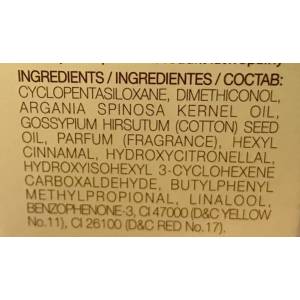 INGREDIENTS / INGREDIENTES / СОСТАВ:
CYCLOPENTASILOXANE, DIMETHICONOL,
ARGANIA SPINOSA KERNEL OIL,
GOSSYPIUM HIRSUTUM (COTTON) SEED
OIL, PARFUM (FRAGRANCE), HEXYL
CINNAMAL, HYDROXYCITRONELLAL,
HYDROXYISOHEXYL 3-CYCLOHEXENE
CARBOXALDEHYDE, BUTYLPHENYL
METHYLPROPIONAL, LINALOOL,
BENZOPHENONE-3, CI 47000 (D&C YELLOW
No.11), CI 26100 (D&C RED No.17).